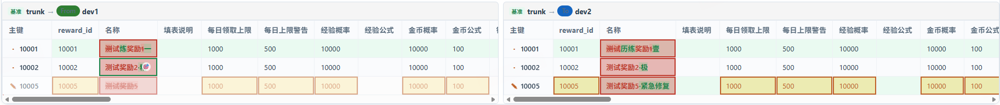 基准 trunk → From dev1
主键 reward_id 名称 填表说明 每日领取上限 每日上限警告 经验概率 经验公式 金币概率 金币公式
10001 10001 测试炼奖励1一 1000 500 10000 10000 100
10002 10002 测试奖励2· 1000 500 10000 10000 100
10005 10005 测试奖励5 1000 500 10000 10000 100
基准 trunk → To dev2
主键 reward_id 名称 填表说明 每日领取上限 每日上限警告 经验概率 经验公式 金币概率 金币公式
10001 10001 测试历练奖励1壹 1000 500 10000 10000 100
10002 10002 测试奖励2·极 1000 500 10000 10000 100
10005 10005 测试奖励5·紧急修复 1000 500 10000 10000 100